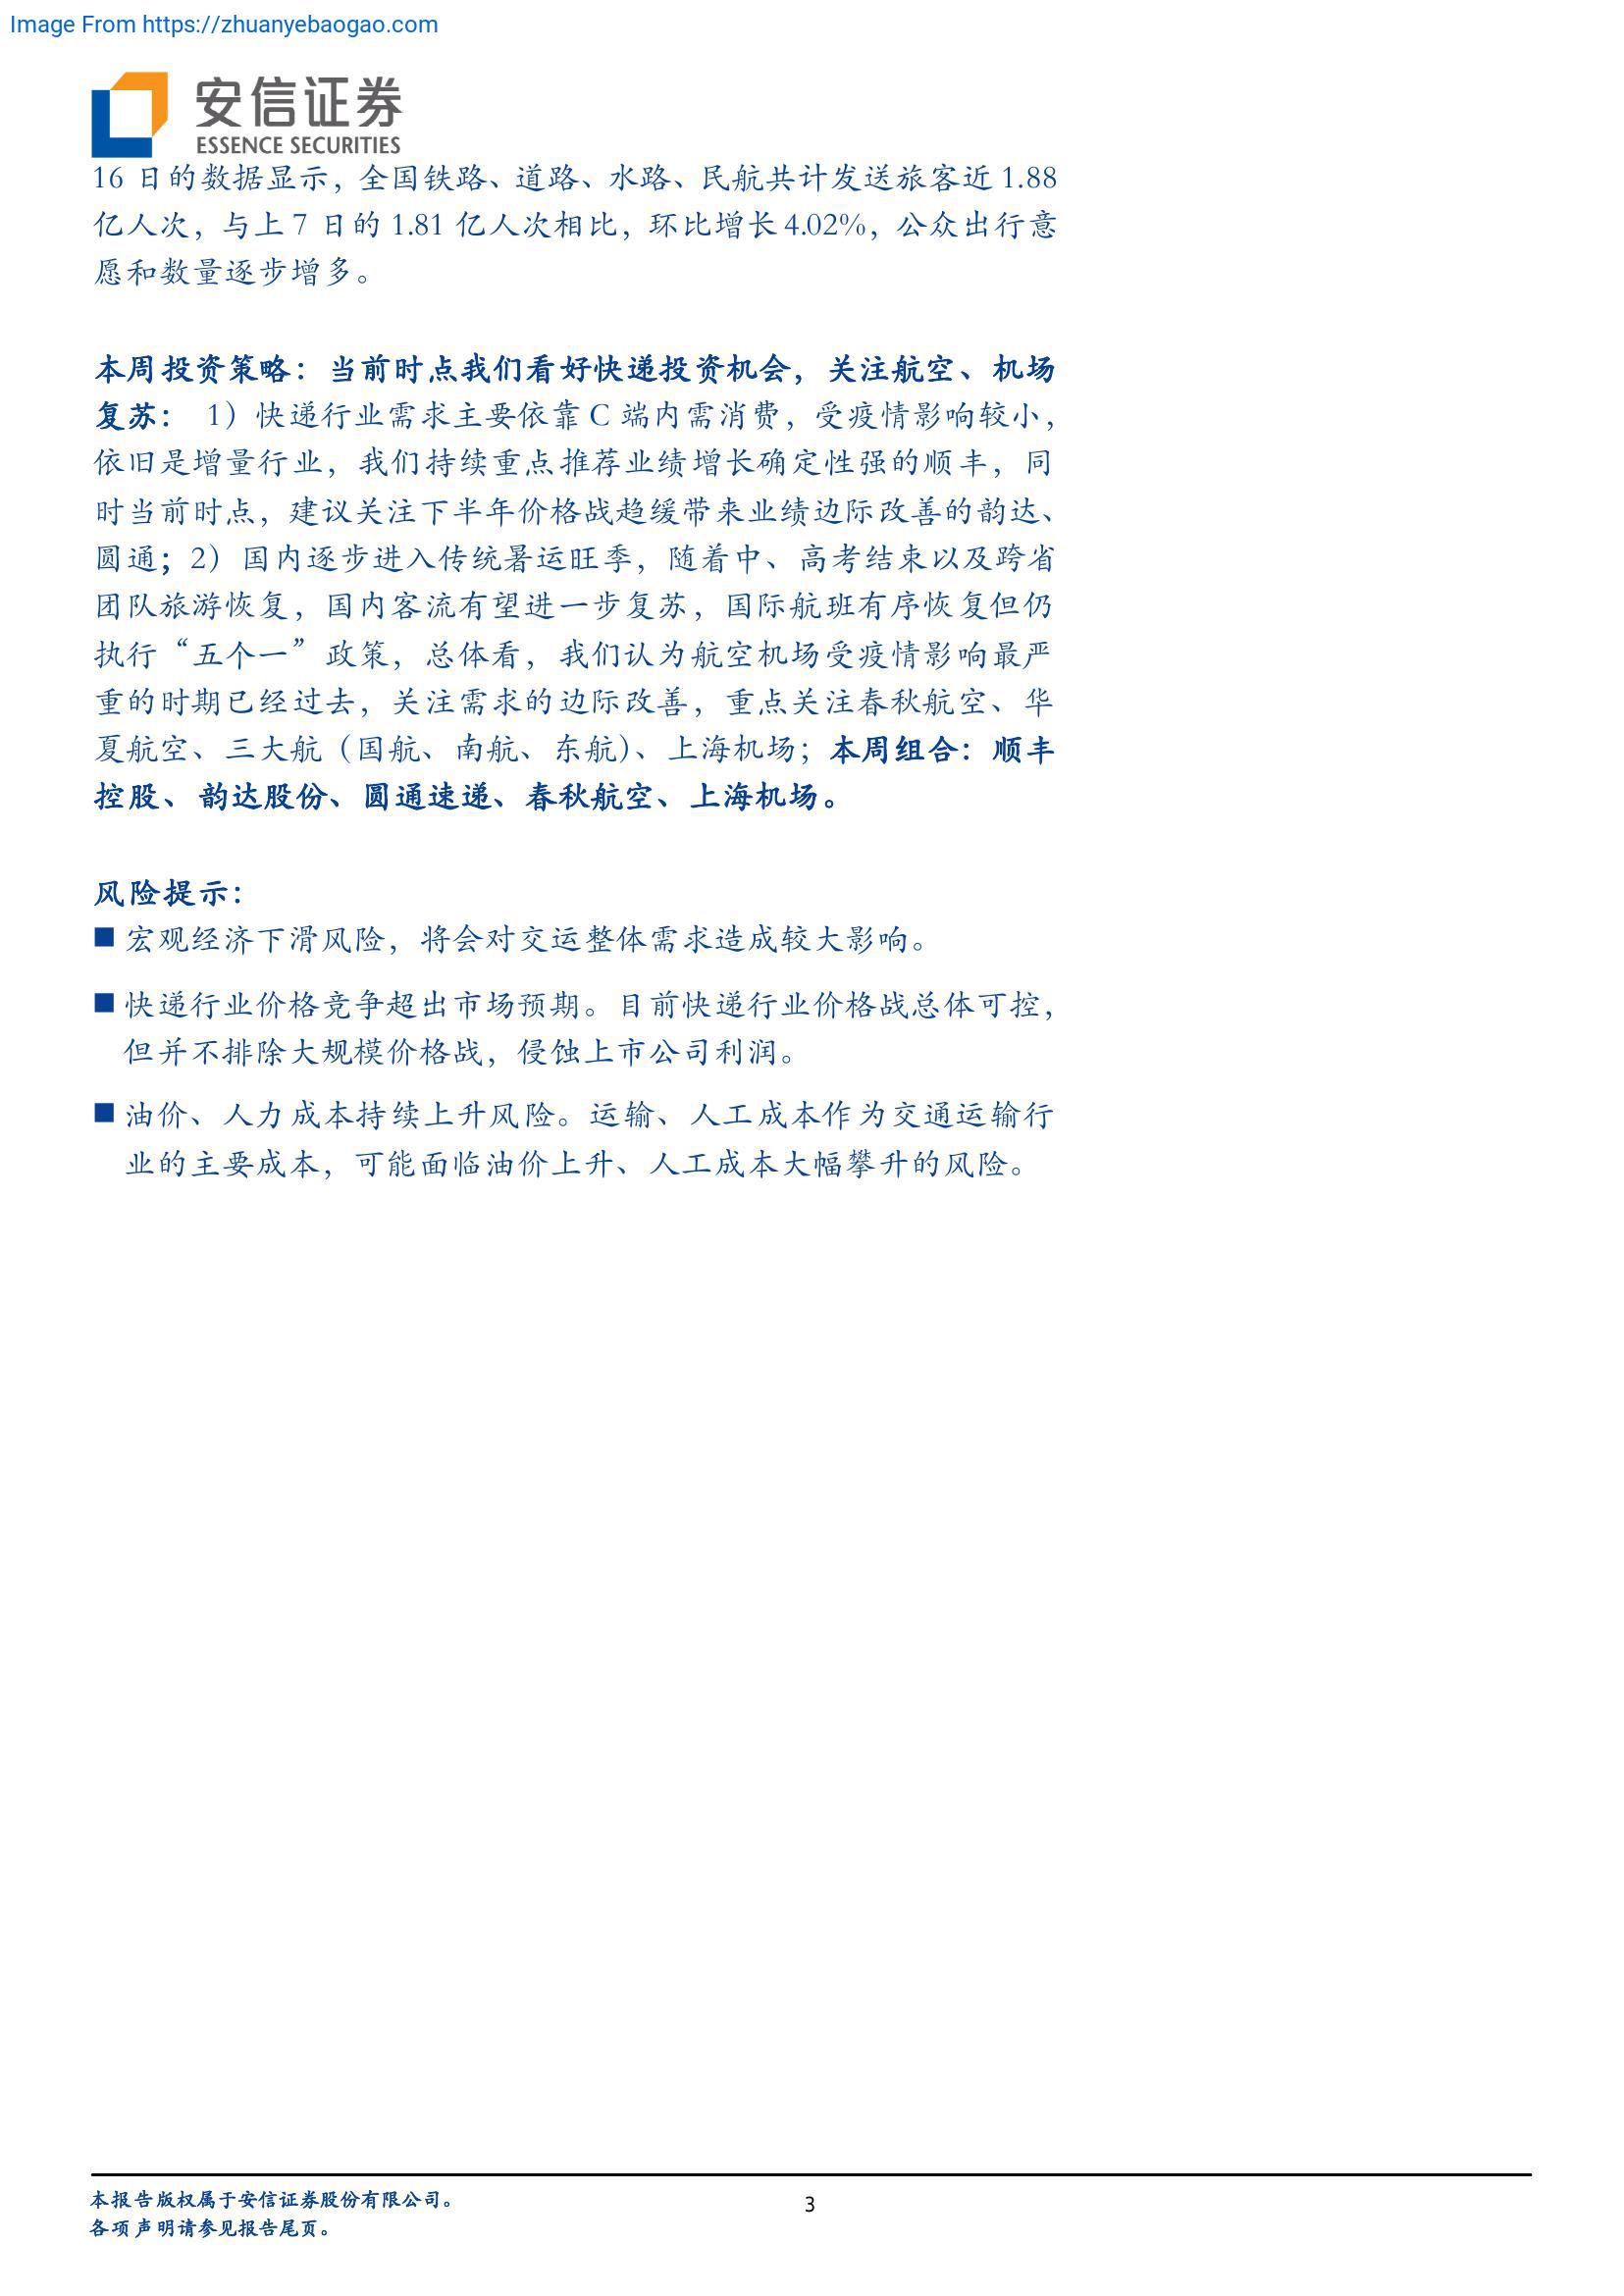 Image From https://zhuanyebaogao.com
安信证券
ESSENCE SECURITIES
16 日的数据显示，全国铁路、道路、水路、民航共计发送旅客近 1.88
亿人次，与上 7 日的 1.81 亿人次相比，环比增长 4.02%，公众出行意
愿和数量逐步增多。
本周投资策略：当前时点我们看好快递投资机会，关注航空、机场
复苏： 1）快递行业需求主要依靠 C 端内需消费，受疫情影响较小，
依旧是增量行业，我们持续重点推荐业绩增长确定性强的顺丰，同
时当前时点，建议关注下半年价格战趋缓带来业绩边际改善的韵达、
圆通；2）国内逐步进入传统暑运旺季，随着中、高考结束以及跨省
团队旅游恢复，国内客流有望进一步复苏，国际航班有序恢复但仍
执行“五个一”政策，总体看，我们认为航空机场受疫情影响最严
重的时期已经过去，关注需求的边际改善，重点关注春秋航空、华
夏航空、三大航（国航、南航、东航）、上海机场；本周组合：顺丰
控股、韵达股份、圆通速递、春秋航空、上海机场。
风险提示：
■ 宏观经济下滑风险，将会对交运整体需求造成较大影响。
■ 快递行业价格竞争超出市场预期。目前快递行业价格战总体可控，
但并不排除大规模价格战，侵蚀上市公司利润。
■ 油价、人力成本持续上升风险。运输、人工成本作为交通运输行
业的主要成本，可能面临油价上升、人工成本大幅攀升的风险。
本报告版权属于安信证券股份有限公司。
各项声明请参见报告尾页。
3